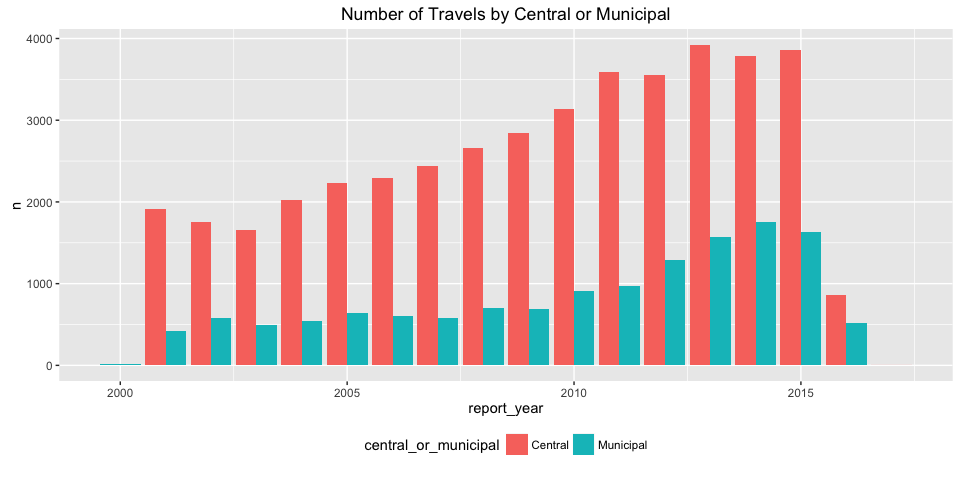 Number of Travels by Central or Municipal
4000
3000
2000
1000
0
n
2000 2005 2010 2015
report_year
central_or_municipal Central Municipal